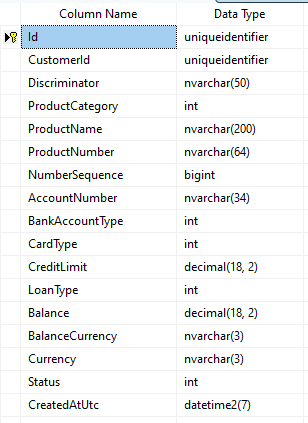 Column Name Data Type
Id uniqueidentifier
CustomerId uniqueidentifier
Discriminator nvarchar(50)
ProductCategory int
ProductName nvarchar(200)
ProductNumber nvarchar(64)
NumberSequence bigint
AccountNumber nvarchar(34)
BankAccountType int
CardType int
CreditLimit decimal(18, 2)
LoanType int
Balance decimal(18, 2)
BalanceCurrency nvarchar(3)
Currency nvarchar(3)
Status int
CreatedAtUtc datetime2(7)